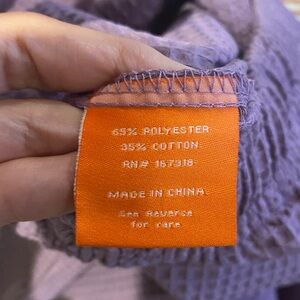 65% POLYESTER
35% COTTON
RN# 157318
MADE IN CHINA
See Reverse
for care